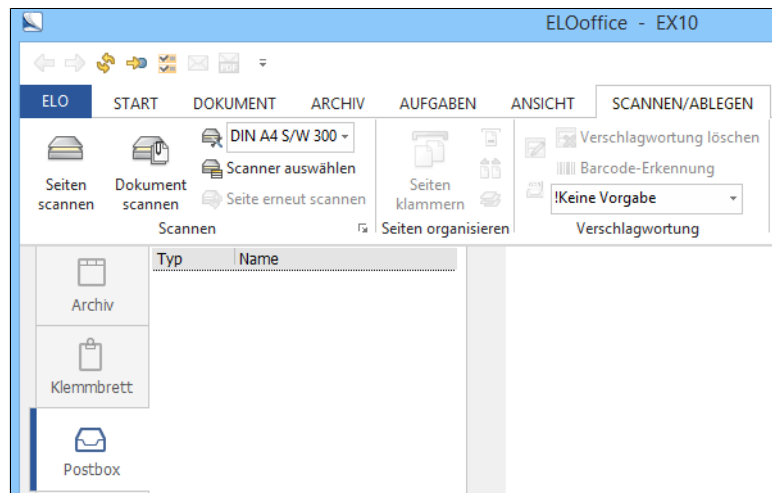 ELOoffice - EX10
PDF
ELO START DOKUMENT ARCHIV AUFGABEN ANSICHT SCANNEN/ABLEGEN
Seiten scannen
Dokument scannen
DIN A4 S/W 300
Scanner auswählen
Seite erneut scannen
Scannen
Seiten klammern
Seiten organisieren
Verschlagwortung löschen
Barcode-Erkennung
!Keine Vorgabe
Verschlagwortung
Typ Name
Archiv
Klemmbrett
Postbox